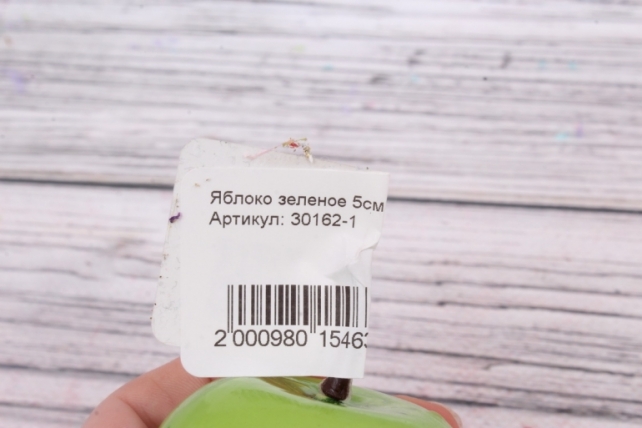 Яблоко зеленое 5см
Артикул: 30162-1
2 000980 15463